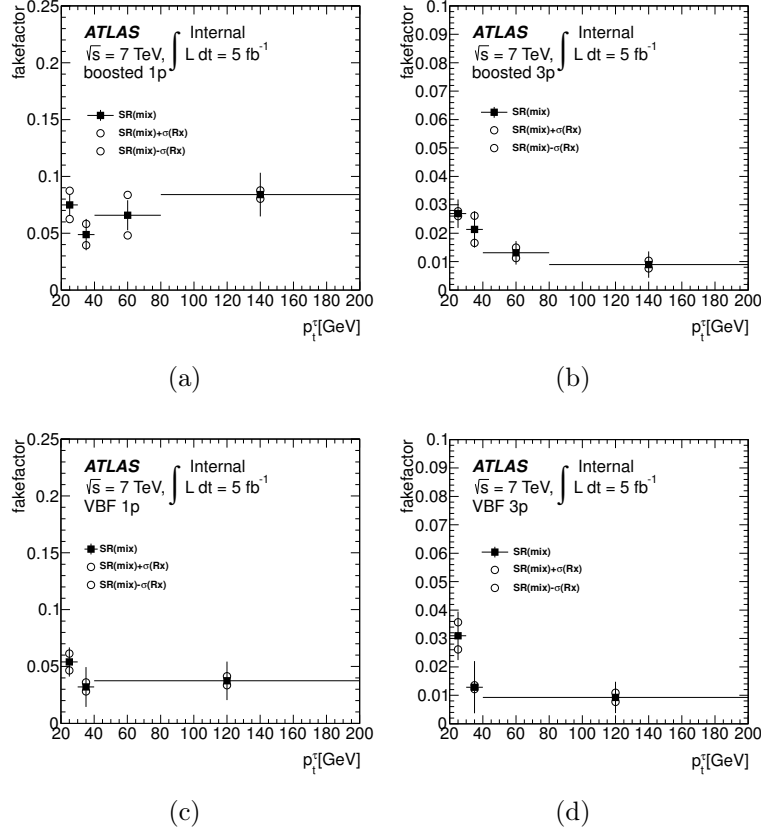 fakefactor
0.25
0.2
0.15
0.1
0.05
0
ATLAS Internal
√s = 7 TeV, ∫ L dt = 5 fb⁻¹
boosted 1p
SR(mix)
SR(mix)+σ(Rx)
SR(mix)-σ(Rx)
20 40 60 80 100 120 140 160 180 200
p_t^τ[GeV]
(a)
fakefactor
0.1
0.09
0.08
0.07
0.06
0.05
0.04
0.03
0.02
0.01
0
ATLAS Internal
√s = 7 TeV, ∫ L dt = 5 fb⁻¹
boosted 3p
SR(mix)
SR(mix)+σ(Rx)
SR(mix)-σ(Rx)
20 40 60 80 100 120 140 160 180 200
p_t^τ[GeV]
(b)
fakefactor
0.25
0.2
0.15
0.1
0.05
0
ATLAS Internal
√s = 7 TeV, ∫ L dt = 5 fb⁻¹
VBF 1p
SR(mix)
SR(mix)+σ(Rx)
SR(mix)-σ(Rx)
20 40 60 80 100 120 140 160 180 200
p_t^τ[GeV]
(c)
fakefactor
0.1
0.09
0.08
0.07
0.06
0.05
0.04
0.03
0.02
0.01
0
ATLAS Internal
√s = 7 TeV, ∫ L dt = 5 fb⁻¹
VBF 3p
SR(mix)
SR(mix)+σ(Rx)
SR(mix)-σ(Rx)
20 40 60 80 100 120 140 160 180 200
p_t^τ[GeV]
(d)